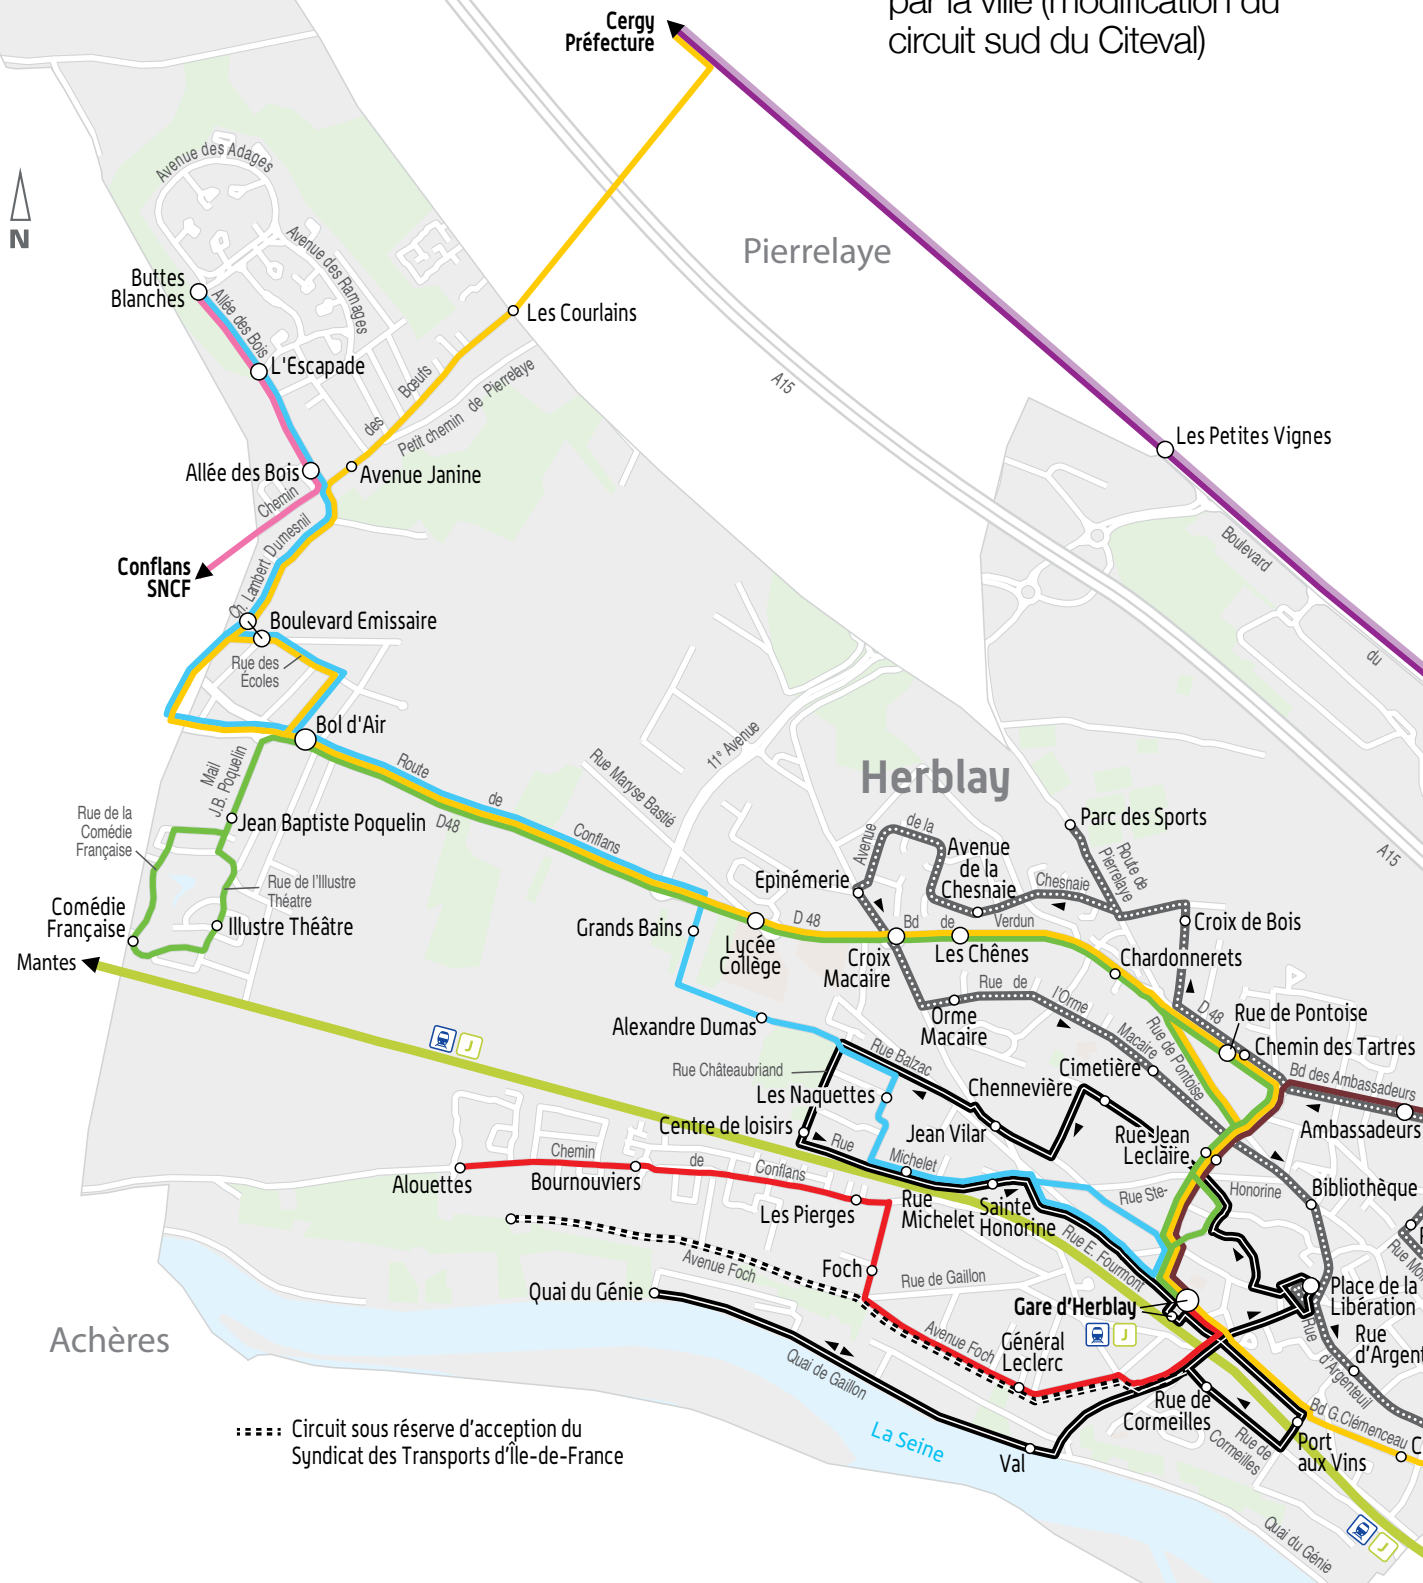 par la ville (modification du
circuit sud du Citeval)
Cergy
Préfecture
N
Avenue des Adages
Avenue des Ramages
Pierrelaye
Buttes
Blanches
Allée des Bois
Les Courlains
L'Escapade
des Bœufs
Petit chemin de Pierrelaye
A15
Les Petites Vignes
Allée des Bois
Avenue Janine
Chemin
Boulevard
du
Conflans
SNCF
Ch. Lambert Dumesnil
Boulevard Emissaire
Rue des
Écoles
Bol d'Air
Mail
J.B. Poquelin
Route de Conflans
D48
Rue Maryse Bastié
11e Avenue
Herblay
Rue de la
Comédie
Française
Jean Baptiste Poquelin
Parc des Sports
A15
Avenue de la Chesnaie
Avenue
de la
Chesnaie
Route de
Pierrelaye
Epinémerie
Rue de l'Illustre
Théatre
Comédie
Française
Illustre Théâtre
Grands Bains
Lycée
Collège
D 48
Bd de Verdun
Croix de Bois
Croix
Macaire
Les Chênes
Chardonnerets
Mantes
J
Alexandre Dumas
Rue de l'Orme Macaire
Orme
Macaire
D 48
Rue de Pontoise
Rue de Pontoise
Chemin des Tartres
Rue Balzac
Rue Châteaubriand
Cimetière
Bd des Ambassadeurs
Les Naquettes
Chennevière
Ambassadeurs
Centre de loisirs
Jean Vilar
Rue Jean
Leclaire
Rue Michelet
Chemin de Conflans
Alouettes
Bournouviers
Les Pierges
Rue
Michelet
Sainte
Honorine
Rue Ste-Honorine
Bibliothèque
Avenue Foch
Foch
Rue de Gaillon
Rue E. Fourmont
Quai du Génie
Gare d'Herblay
J
Place de la
Libération
Achères
Avenue Foch
Général
Leclerc
Rue d'Argenteuil
Rue
Quai de Gaillon
Circuit sous réserve d'acception du
Syndicat des Transports d'Île-de-France
La Seine
Val
Rue de
Cormeilles
Rue de
Cormeilles
Bd G.Clémenceau
Port
aux Vins
Quai du Génie
J